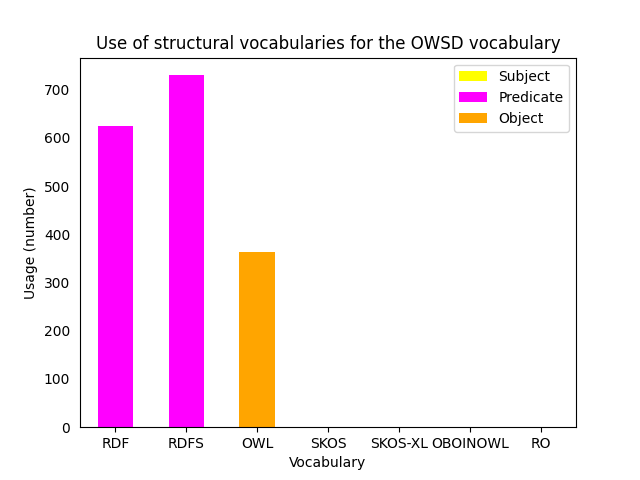 Use of structural vocabularies for the OWSD vocabulary
Subject
Predicate
Object
700
600
500
400
300
200
100
0
Usage (number)
RDF RDFS OWL SKOS SKOS-XL OBOINOWL RO
Vocabulary